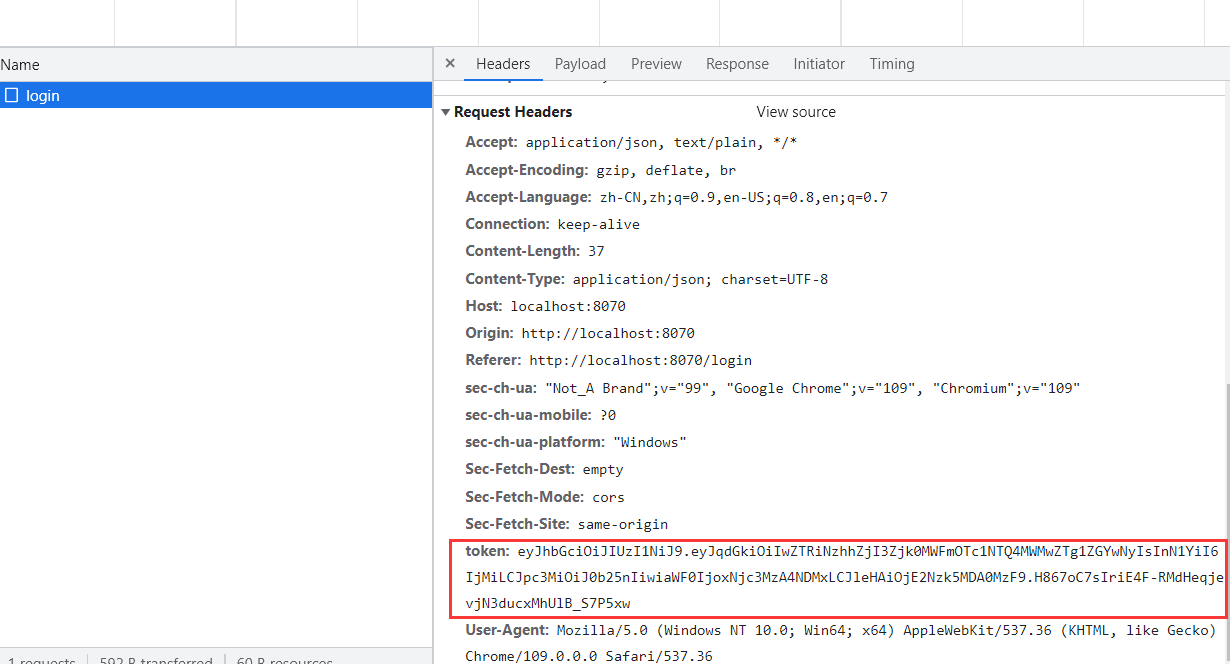 Name
login
× Headers Payload Preview Response Initiator Timing
▼Request Headers View source
Accept: application/json, text/plain, */*
Accept-Encoding: gzip, deflate, br
Accept-Language: zh-CN,zh;q=0.9,en-US;q=0.8,en;q=0.7
Connection: keep-alive
Content-Length: 37
Content-Type: application/json; charset=UTF-8
Host: localhost:8070
Origin: http://localhost:8070
Referer: http://localhost:8070/login
sec-ch-ua: "Not_A Brand";v="99", "Google Chrome";v="109", "Chromium";v="109"
sec-ch-ua-mobile: ?0
sec-ch-ua-platform: "Windows"
Sec-Fetch-Dest: empty
Sec-Fetch-Mode: cors
Sec-Fetch-Site: same-origin
token: eyJhbGciOiJIUzI1NiJ9.eyJqdGkiOiIwZTRiNzhhZjI3Zjk0MWFmOTc1NTQ4MWMwZTg1ZGYwNyIsInN1YiI6
IjMiLCJpc3MiOiJ0b25nIiwiaWF0IjoxNjc3MzA4NDMxLCJleHAiOjE2Nzk5MDA0MzF9.H867oC7sIriE4F-RMdHeqje
vjN3ducxMhUlB_S7P5xw
User-Agent: Mozilla/5.0 (Windows NT 10.0; Win64; x64) AppleWebKit/537.36 (KHTML, like Gecko)
Chrome/109.0.0.0 Safari/537.36
1 requests 592 B transferred 60 B resources